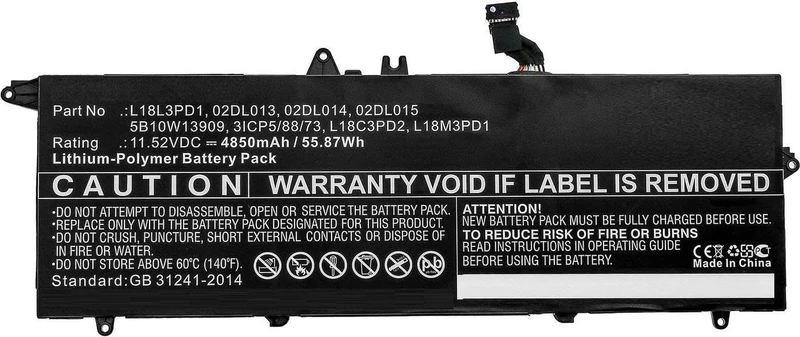 Part No :L18L3PD1, 02DL013, 02DL014, 02DL015
5B10W13909, 3ICP5/88/73, L18C3PD2, L18M3PD1
Rating :11.52VDC = 4850mAh / 55.87Wh
Lithium-Polymer Battery Pack
CAUTION
WARRANTY VOID IF LABEL IS REMOVED
•DO NOT ATTEMPT TO DISASSEMBLE, OPEN OR SERVICE THE BATTERY PACK.
•REPLACE ONLY WITH THE BATTERY PACK DESIGNATED FOR THIS PRODUCT.
•DO NOT CRUSH, PUNCTURE, SHORT EXTERNAL CONTACTS OR DISPOSE OF
IN FIRE OR WATER.
•DO NOT STORE ABOVE 60°C (140°F).
Standard:GB 31241-2014
ATTENTION!
NEW BATTERY PACK MUST BE FULLY CHARGED BEFORE USE.
TO REDUCE RISK OF FIRE OR BURNS
READ INSTRUCTIONS IN OPERATING GUIDE
BEFORE USING THE BATTERY.
CE
Made In China